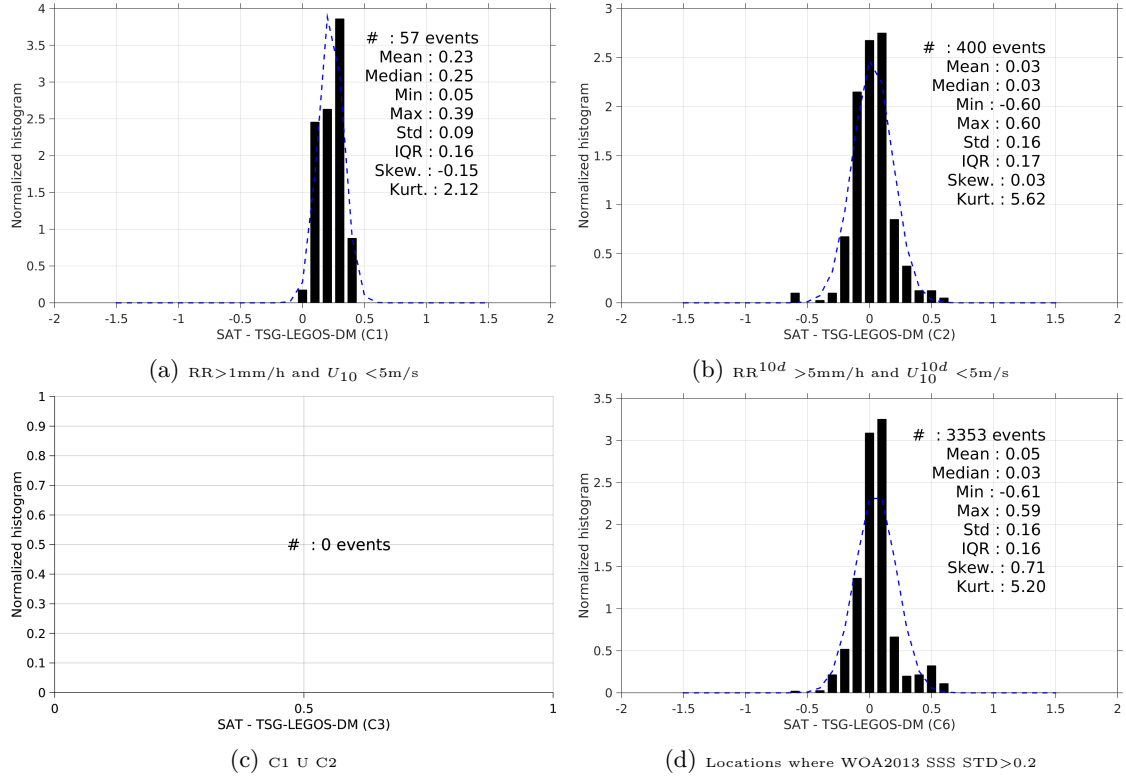 4
3.5
3
2.5
2
1.5
1
0.5
0
Normalized histogram
# : 57 events
Mean : 0.23
Median : 0.25
Min : 0.05
Max : 0.39
Std : 0.09
IQR : 0.16
Skew. : -0.15
Kurt. : 2.12
-2 -1.5 -1 -0.5 0 0.5 1 1.5 2
SAT - TSG-LEGOS-DM (C1)
(a) RR>1mm/h and U10 <5m/s
3
2.5
2
1.5
1
0.5
0
Normalized histogram
# : 400 events
Mean : 0.03
Median : 0.03
Min : -0.60
Max : 0.60
Std : 0.16
IQR : 0.17
Skew. : 0.03
Kurt. : 5.62
-2 -1.5 -1 -0.5 0 0.5 1 1.5 2
SAT - TSG-LEGOS-DM (C2)
(b) RR^10d >5mm/h and U_10^10d <5m/s
1
0.9
0.8
0.7
0.6
0.5
0.4
0.3
0.2
0.1
0
Normalized histogram
# : 0 events
0 0.5 1
SAT - TSG-LEGOS-DM (C3)
(c) C1 U C2
3.5
3
2.5
2
1.5
1
0.5
0
Normalized histogram
# : 3353 events
Mean : 0.05
Median : 0.03
Min : -0.61
Max : 0.59
Std : 0.16
IQR : 0.16
Skew. : 0.71
Kurt. : 5.20
-2 -1.5 -1 -0.5 0 0.5 1 1.5 2
SAT - TSG-LEGOS-DM (C6)
(d) Locations where WOA2013 SSS STD>0.2